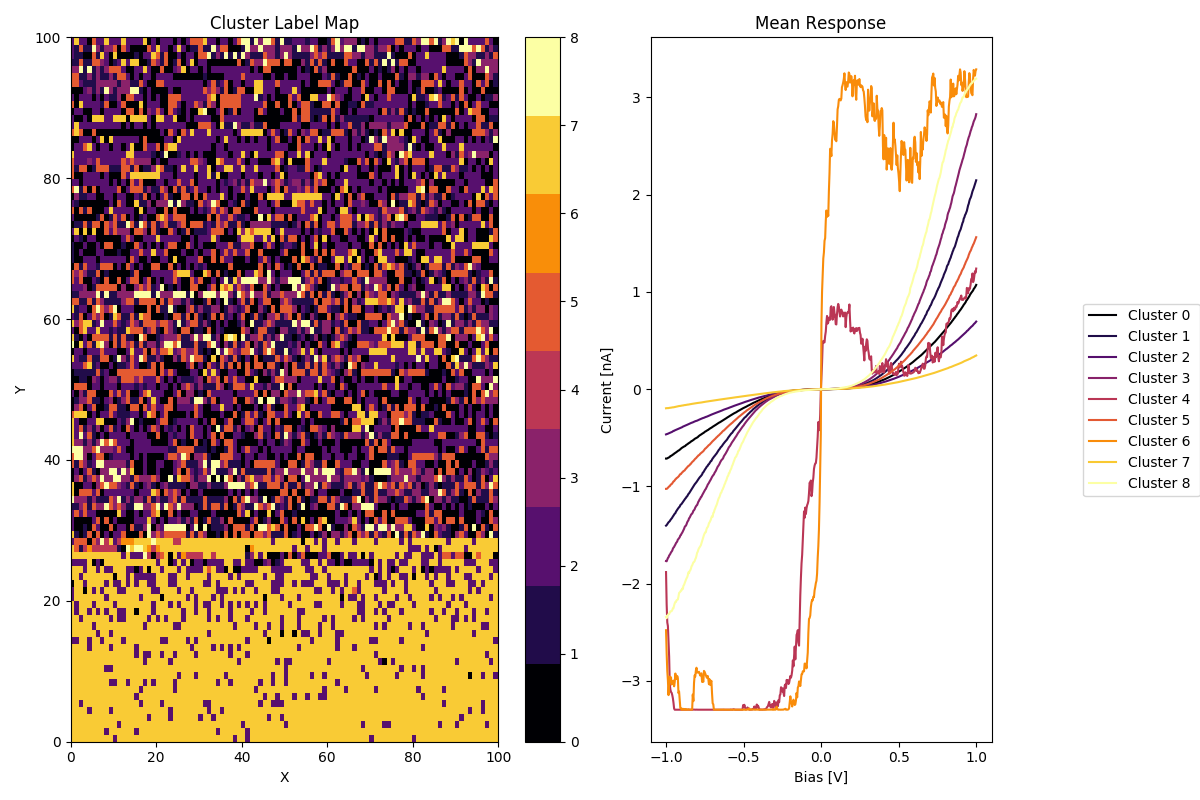 Cluster Label Map
Mean Response
100
80
60
40
20
0
0
20
40
60
80
100
X
Y
8
7
6
5
4
3
2
1
0
3
2
1
0
−1
−2
−3
−1.0
−0.5
0.0
0.5
1.0
Current [nA]
Bias [V]
Cluster 0
Cluster 1
Cluster 2
Cluster 3
Cluster 4
Cluster 5
Cluster 6
Cluster 7
Cluster 8